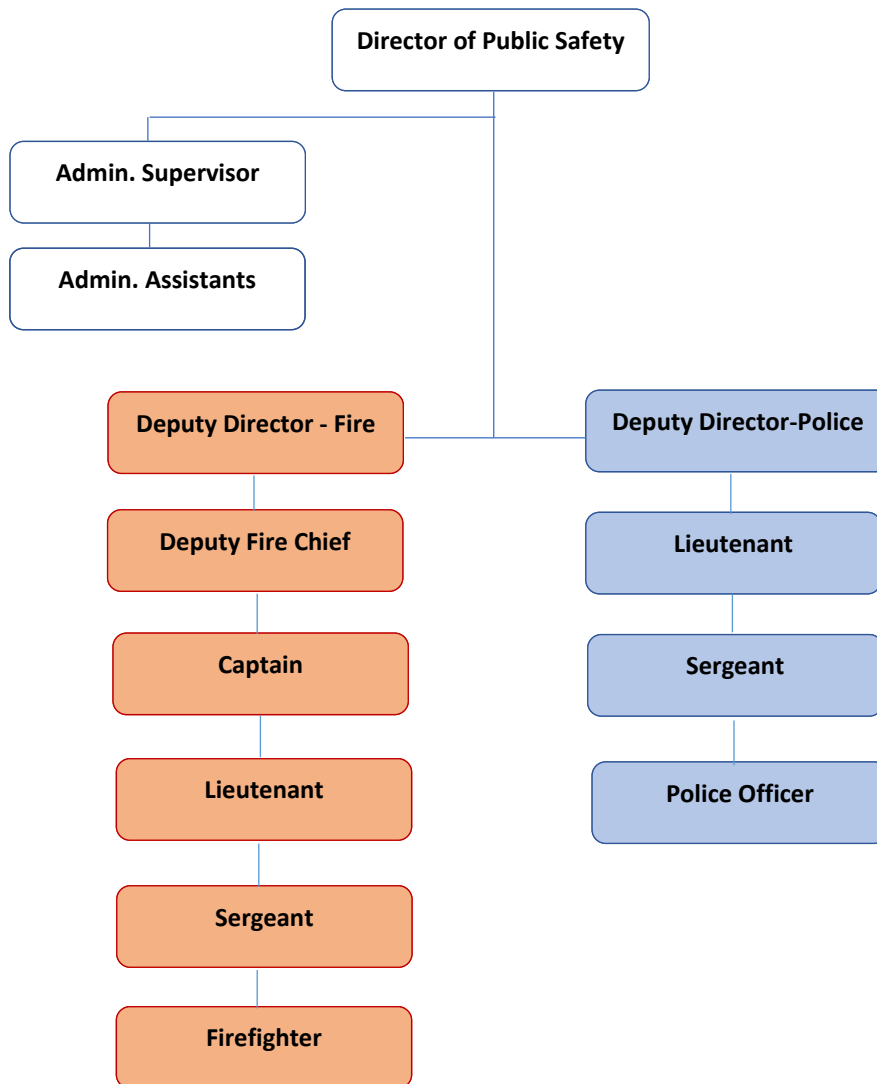 Director of Public Safety
Admin. Supervisor
Admin. Assistants
Deputy Director - Fire
Deputy Director-Police
Deputy Fire Chief
Lieutenant
Captain
Sergeant
Lieutenant
Police Officer
Sergeant
Firefighter